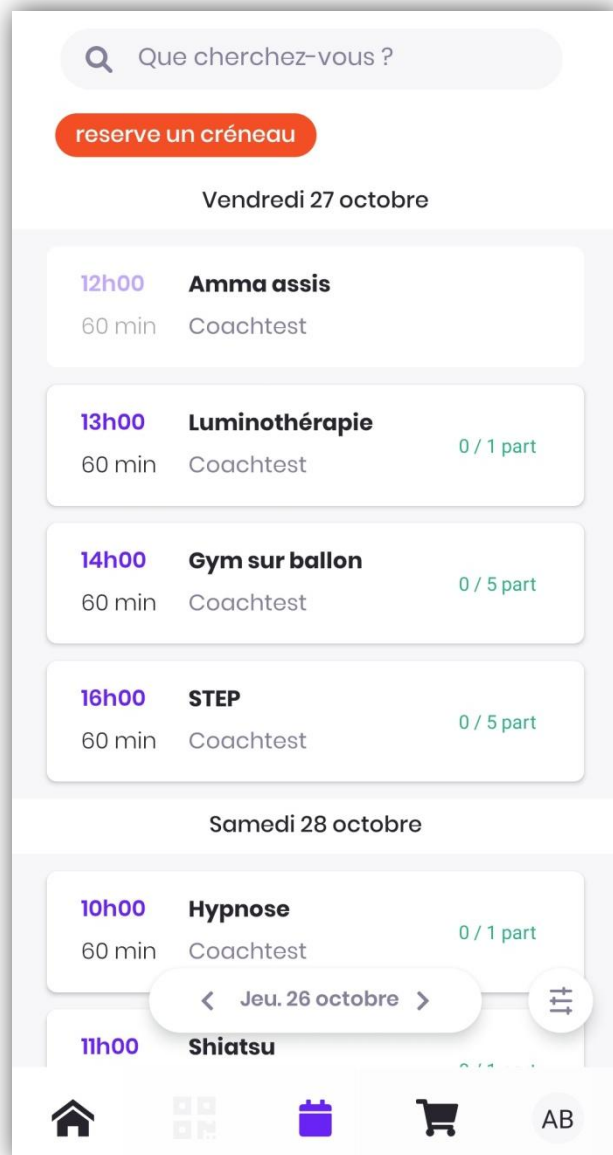 Que cherchez-vous ?
reserve un créneau
Vendredi 27 octobre
12h00 Amma assis
60 min Coachtest
13h00 Luminothérapie
0 / 1 part
60 min Coachtest
14h00 Gym sur ballon
0 / 5 part
60 min Coachtest
16h00 STEP
0 / 5 part
60 min Coachtest
Samedi 28 octobre
10h00 Hypnose
0 / 1 part
60 min Coachtest
Jeu. 26 octobre
11h00 Shiatsu
AB